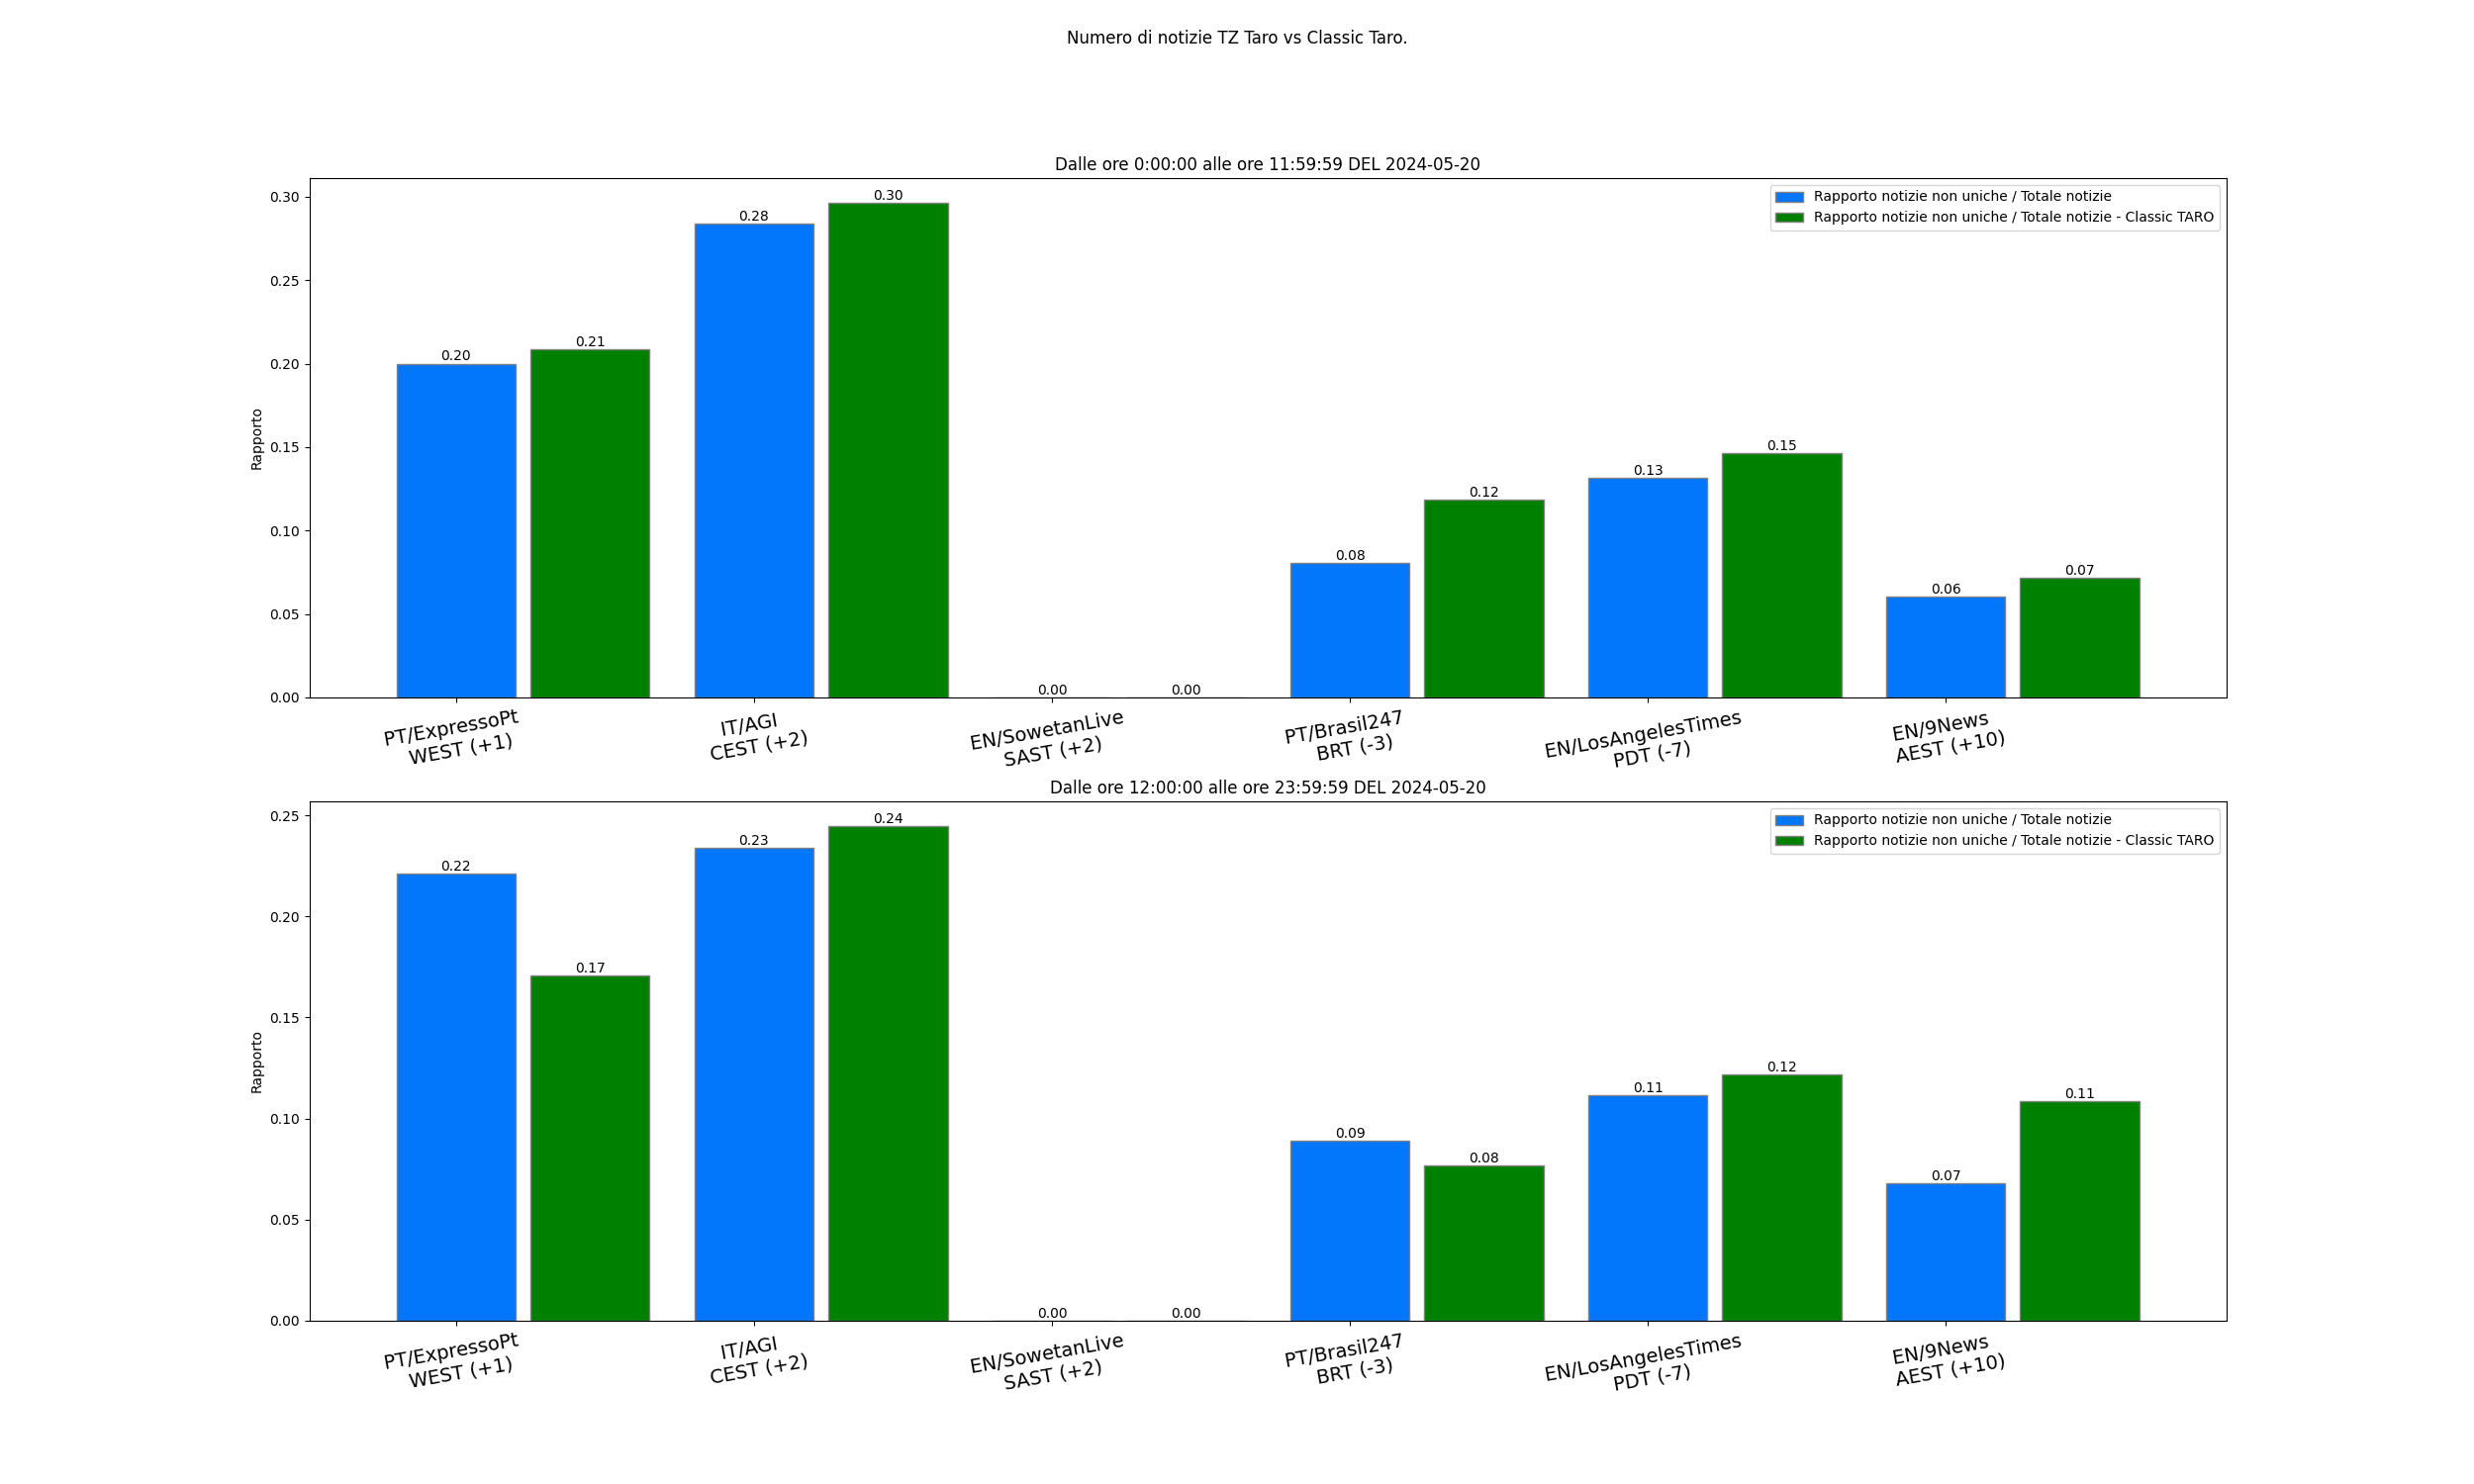 Numero di notizie TZ Taro vs Classic Taro.
Dalle ore 0:00:00 alle ore 11:59:59 DEL 2024-05-20
Rapporto notizie non uniche / Totale notizie
Rapporto notizie non uniche / Totale notizie - Classic TARO
Rapporto
0.30
0.25
0.20
0.15
0.10
0.05
0.00
0.20
0.21
0.28
0.30
0.00
0.00
0.08
0.12
0.13
0.15
0.06
0.07
PT/ExpressoPt
WEST (+1)
IT/AGI
CEST (+2)
EN/SowetanLive
SAST (+2)
PT/Brasil247
BRT (-3)
EN/LosAngelesTimes
PDT (-7)
EN/9News
AEST (+10)
Dalle ore 12:00:00 alle ore 23:59:59 DEL 2024-05-20
Rapporto notizie non uniche / Totale notizie
Rapporto notizie non uniche / Totale notizie - Classic TARO
Rapporto
0.25
0.20
0.15
0.10
0.05
0.00
0.22
0.17
0.23
0.24
0.00
0.00
0.09
0.08
0.11
0.12
0.07
0.11
PT/ExpressoPt
WEST (+1)
IT/AGI
CEST (+2)
EN/SowetanLive
SAST (+2)
PT/Brasil247
BRT (-3)
EN/LosAngelesTimes
PDT (-7)
EN/9News
AEST (+10)